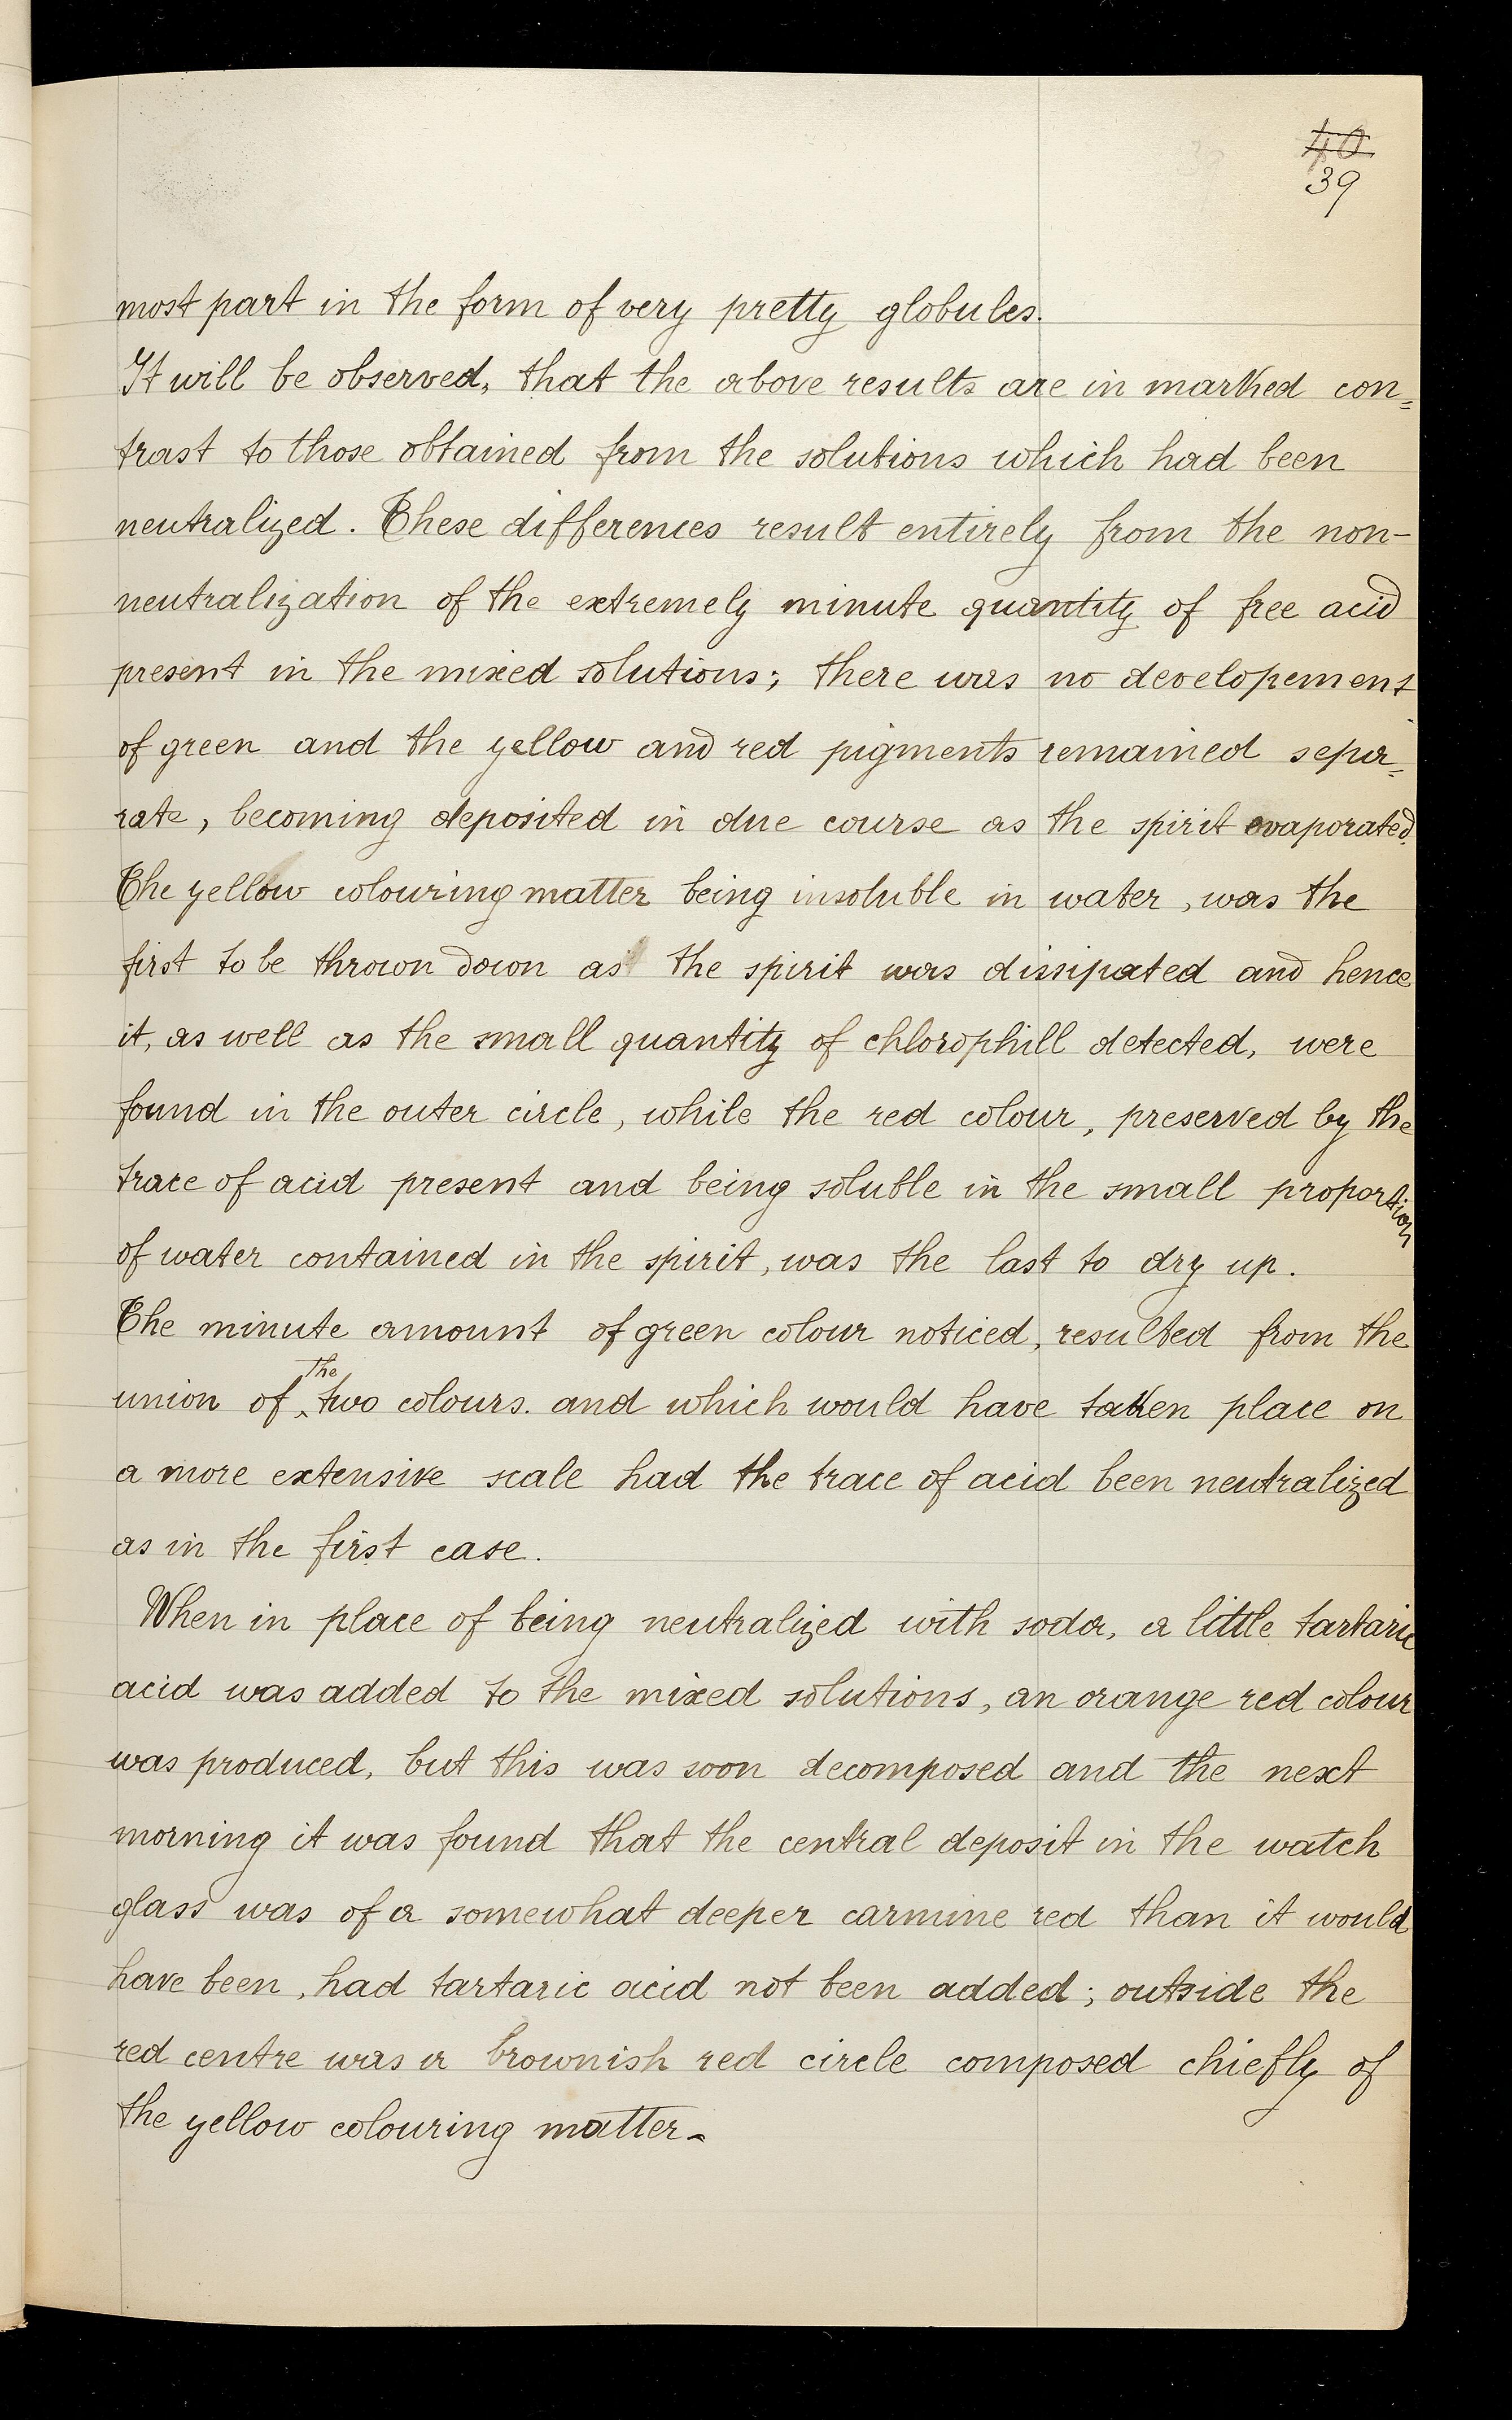 40
39
most part in the form of very pretty globules.
It will be observed, that the above results are in marked con=
trast to those obtained from the solutions which had been
neutralized. These differences result entirely from the non-
neutralization of the extremely minute quantity of free acid
present in the mixed solutions; there was no developement
of green and the yellow and red pigments remained sepa=
rate, becoming deposited in due course as the spirit evaporated.
The yellow colouring matter being insoluble in water, was the
first to be thrown down as the spirit was dissipated and hence
it, as well as the small quantity of chlorophill detected, were
found in the outer circle, while the red colour, preserved by the
trace of acid present and being soluble in the small proportion
of water contained in the spirit, was the last to dry up.
The minute amount of green colour noticed, resulted from the
union of the two colours. and which would have taken place on
a more extensive scale had the trace of acid been neutralized
as in the first case.
When in place of being neutralized with soda, a little tartaric
acid was added to the mixed solutions, an orange red colour
was produced, but this was soon decomposed and the next
morning it was found that the central deposit in the watch
glass was of a somewhat deeper carmine red than it would
have been, had tartaric acid not been added; outside the
red centre was a brownish red circle composed chiefly of
the yellow colouring matter.